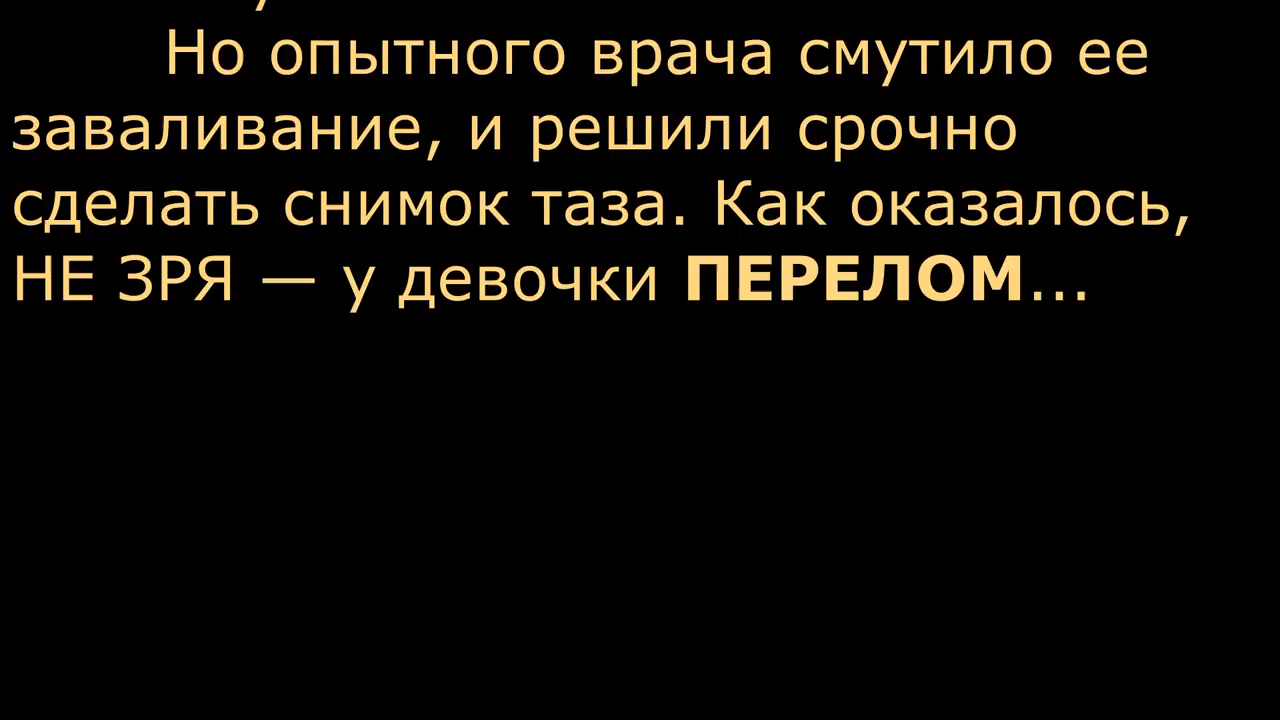 Но опытного врача смутило ее
заваливание, и решили срочно
сделать снимок таза. Как оказалось,
НЕ ЗРЯ — у девочки ПЕРЕЛОМ...